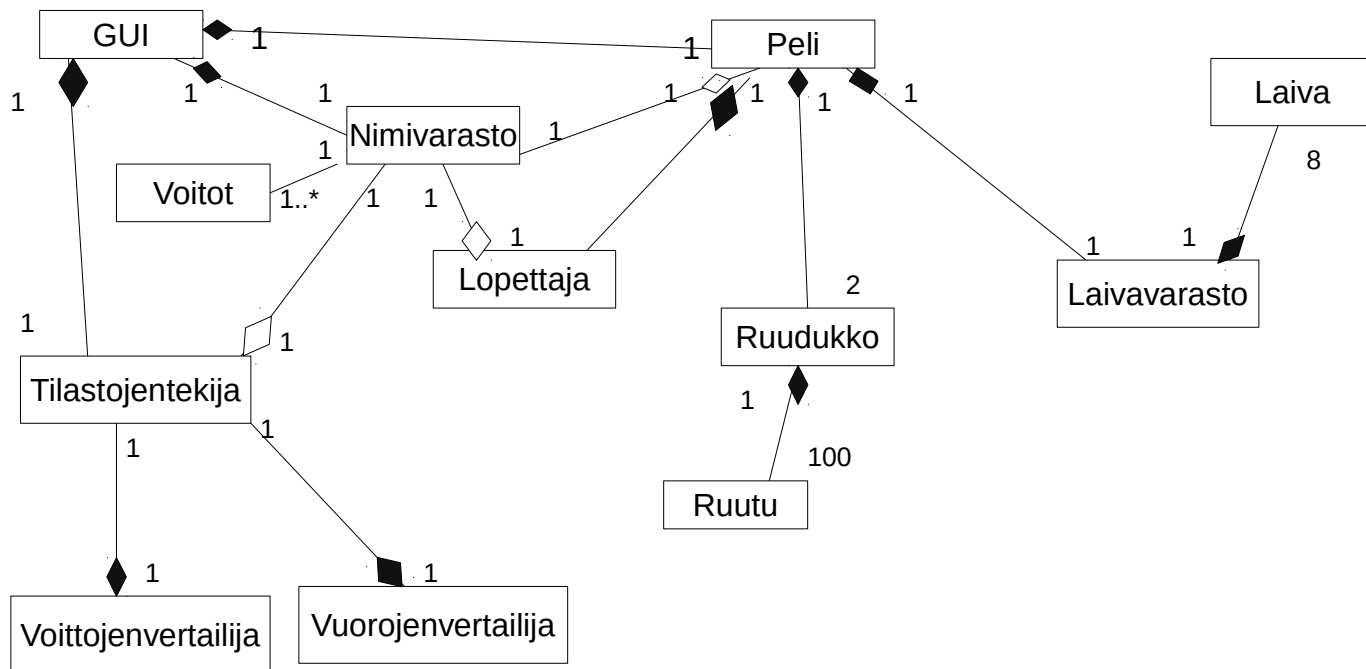 GUI
1
1
Peli
1
1
1
1
1
1
1
Laiva
Nimivarasto
1
1
8
Voitot
1..*
1
1
1
1
1
Lopettaja
Laivavarasto
2
1
1
Ruudukko
Tilastojentekija
1
1
1
100
Ruutu
1
1
Voittojenvertailija
Vuorojenvertailija